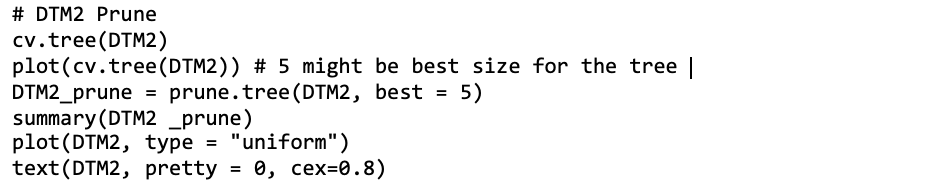 # DTM2 Prune
cv.tree(DTM2)
plot(cv.tree(DTM2)) # 5 might be best size for the tree
DTM2_prune = prune.tree(DTM2, best = 5)
summary(DTM2 _prune)
plot(DTM2, type = "uniform")
text(DTM2, pretty = 0, cex=0.8)